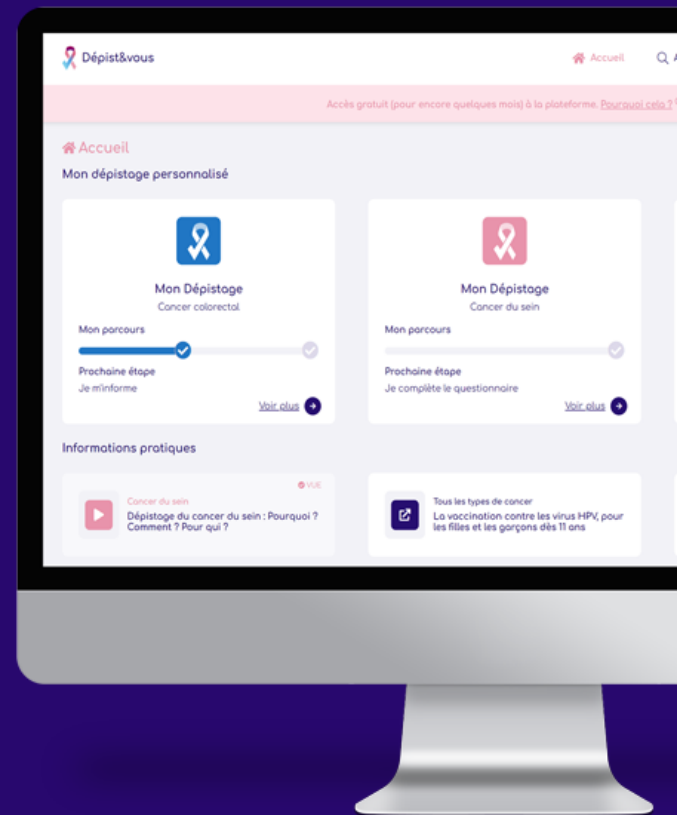 Dépist&vous
Accueil
Accès gratuit (pour encore quelques mois) à la plateforme. Pourquoi cela ?
Accueil
Mon dépistage personnalisé
Mon Dépistage
Cancer colorectal
Mon parcours
Prochaine étape
Je m'informe
Voir plus
Mon Dépistage
Cancer du sein
Mon parcours
Prochaine étape
Je complète le questionnaire
Voir plus
Informations pratiques
VUE
Cancer du sein
Dépistage du cancer du sein : Pourquoi ?
Comment ? Pour qui ?
Tous les types de cancer
La vaccination contre les virus HPV, pour
les filles et les garçons dès 11 ans